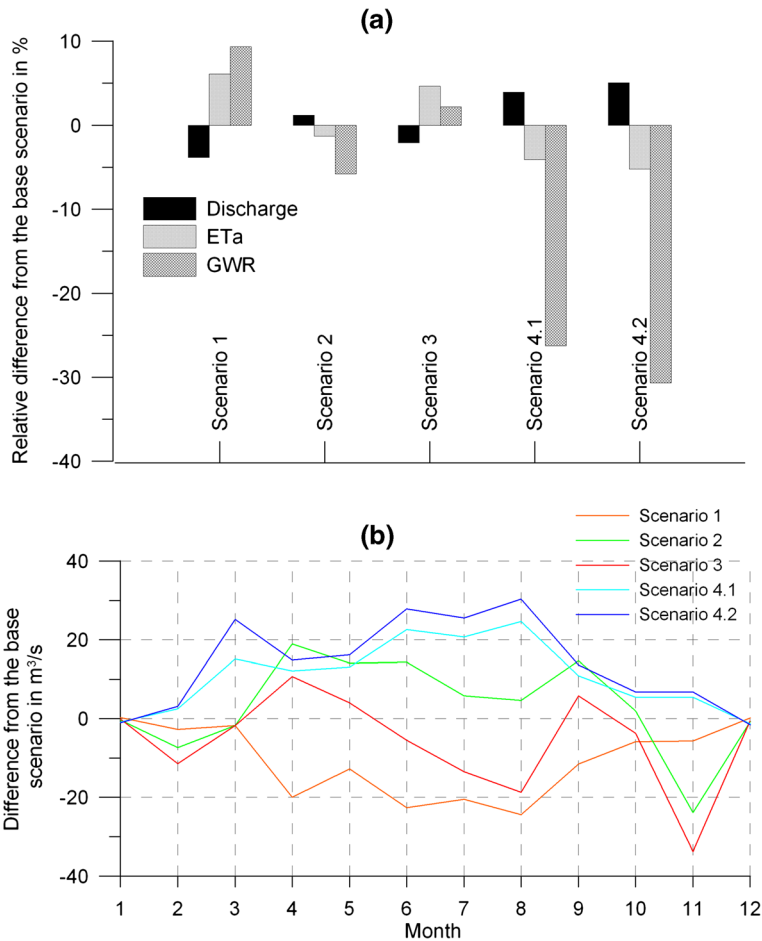 (a)
Relative difference from the base scenario in %
10
0
-10
-20
-30
-40
Discharge
ETa
GWR
Scenario 1
Scenario 2
Scenario 3
Scenario 4.1
Scenario 4.2
(b)
Scenario 1
Scenario 2
Scenario 3
Scenario 4.1
Scenario 4.2
Difference from the base
scenario in m³/s
40
20
0
-20
-40
1 2 3 4 5 6 7 8 9 10 11 12
Month